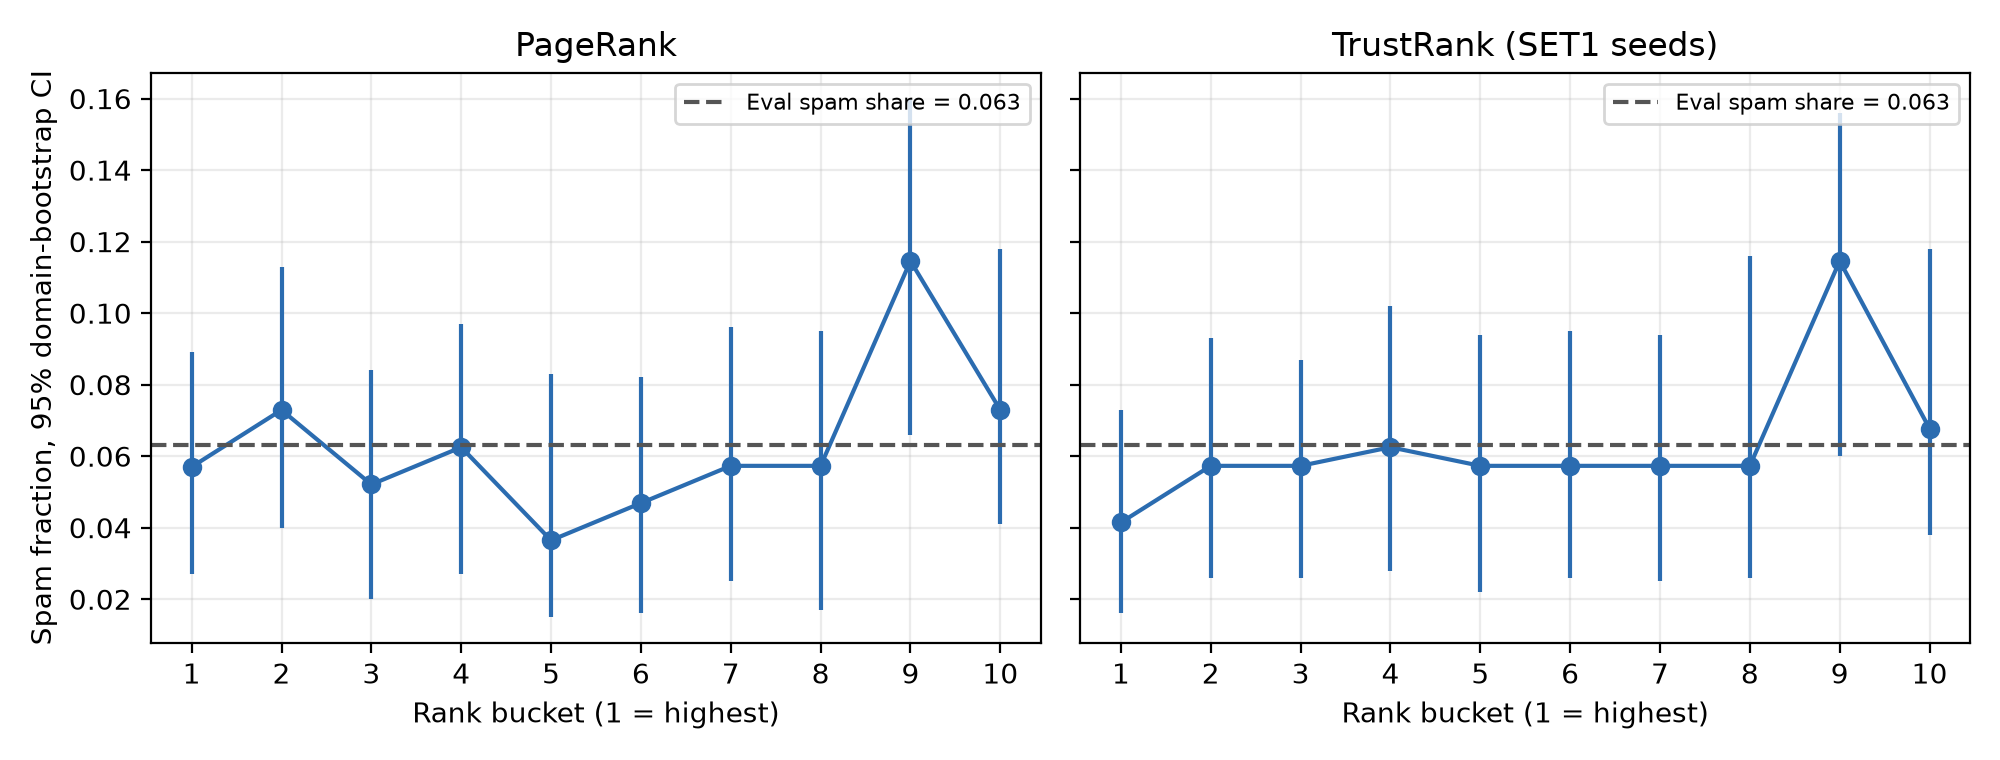 PageRank
Spam fraction, 95% domain-bootstrap CI
0.16
0.14
0.12
0.10
0.08
0.06
0.04
0.02
Eval spam share = 0.063
1 2 3 4 5 6 7 8 9 10
Rank bucket (1 = highest)
TrustRank (SET1 seeds)
Eval spam share = 0.063
1 2 3 4 5 6 7 8 9 10
Rank bucket (1 = highest)